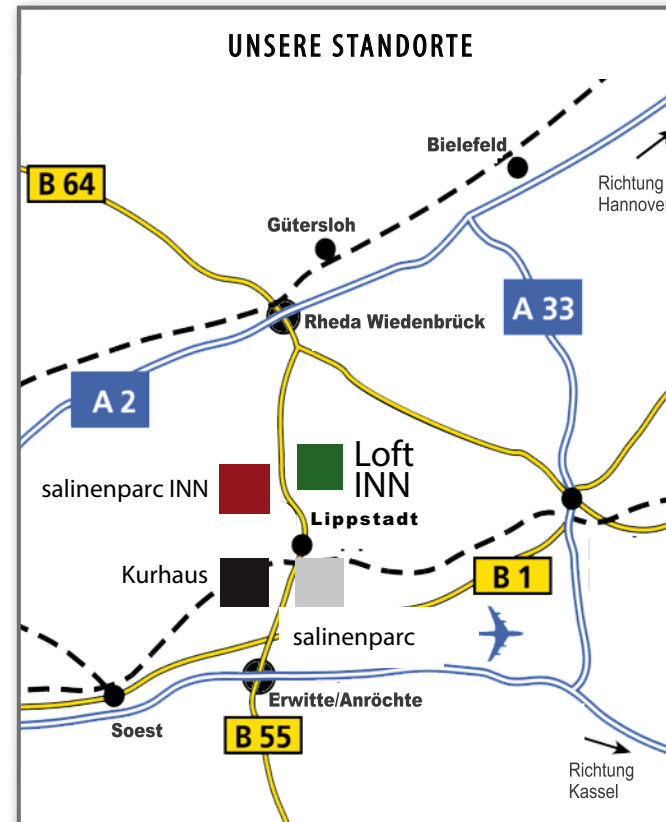 UNSERE STANDORTE
Bielefeld
B 64
Richtung
Hannover
Gütersloh
A 33
Rheda Wiedenbrück
A 2
Loft
INN
salinenparc INN
Lippstadt
Kurhaus
B 1
salinenparc
Erwitte/Anröchte
Soest
B 55
Richtung
Kassel